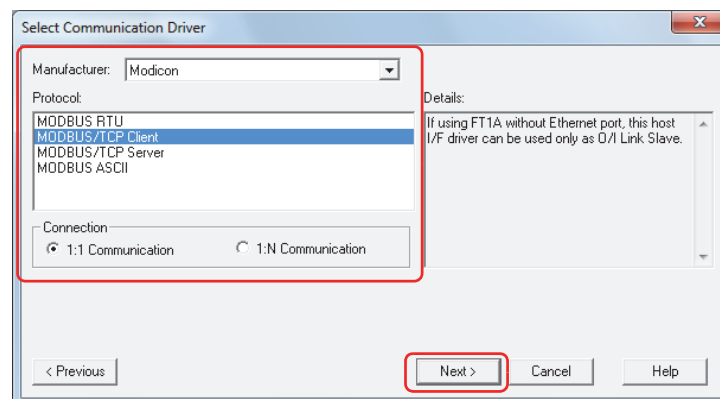 Select Communication Driver
x
Manufacturer: Modicon
Protocol:
MODBUS RTU
MODBUS/TCP Client
MODBUS/TCP Server
MODBUS ASCII
Details:
If using FT1A without Ethernet port, this host
I/F driver can be used only as O/I Link Slave.
Connection
1:1 Communication 1:N Communication
< Previous Next > Cancel Help